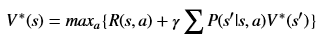 V*(s) = max_a{R(s,a) + γ ∑ P(s'|s,a)V*(s')}